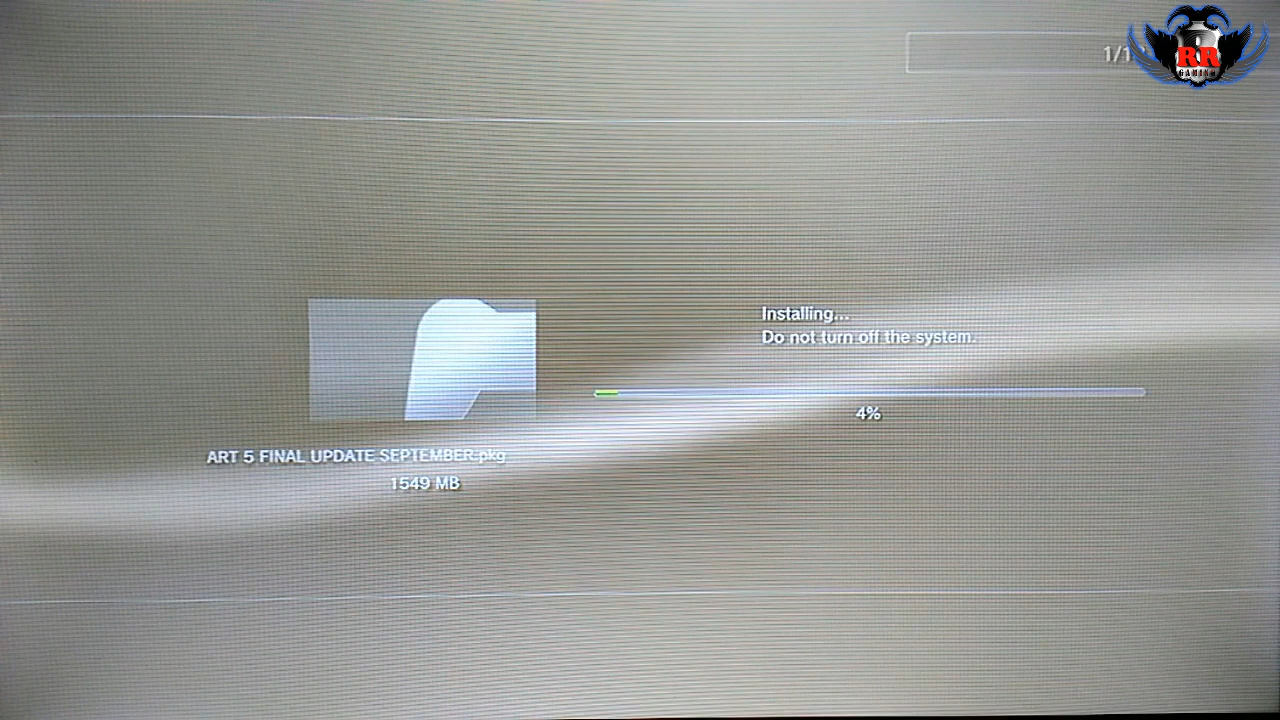 1/1
RR
GAMING
Installing...
Do not turn off the system.
4%
ART 5 FINAL UPDATE SEPTEMBER.pkg
1549 MB